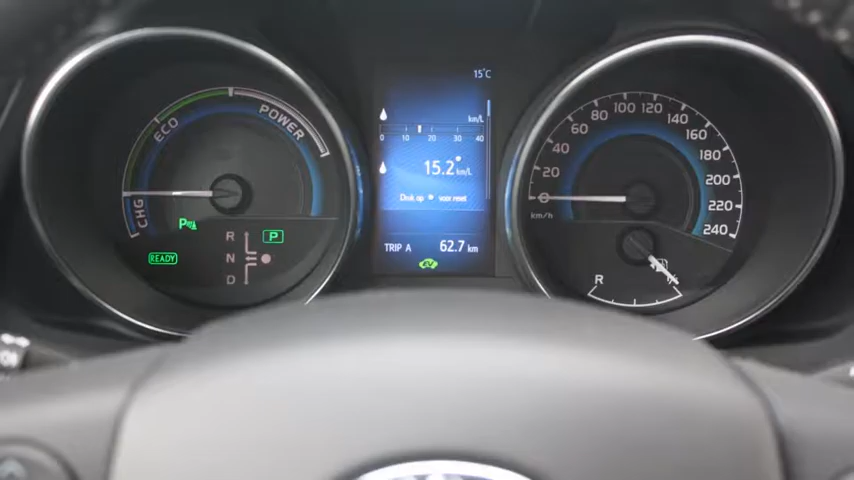 15°C
km/L
0 10 20 30 40
15.2 km/L
Druk op voor reset
TRIP A 62.7 km
EV
CHG ECO POWER
P
READY
R
N
D
P
0 20 40 60 80 100 120 140 160 180 200 220 240
km/h
R